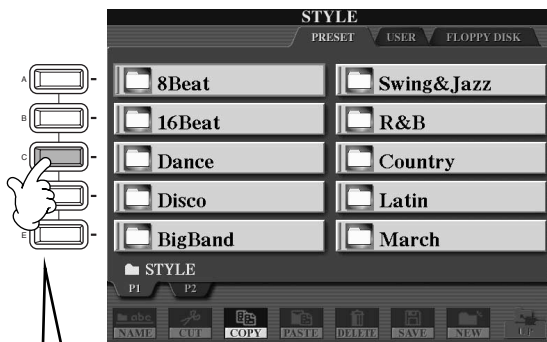 STYLE
PRESET USER FLOPPY DISK
A 8Beat Swing&Jazz
B 16Beat R&B
C Dance Country
Disco Latin
E BigBand March
STYLE
P1 P2
abc
NAME CUT COPY PASTE DELETE SAVE NEW UP